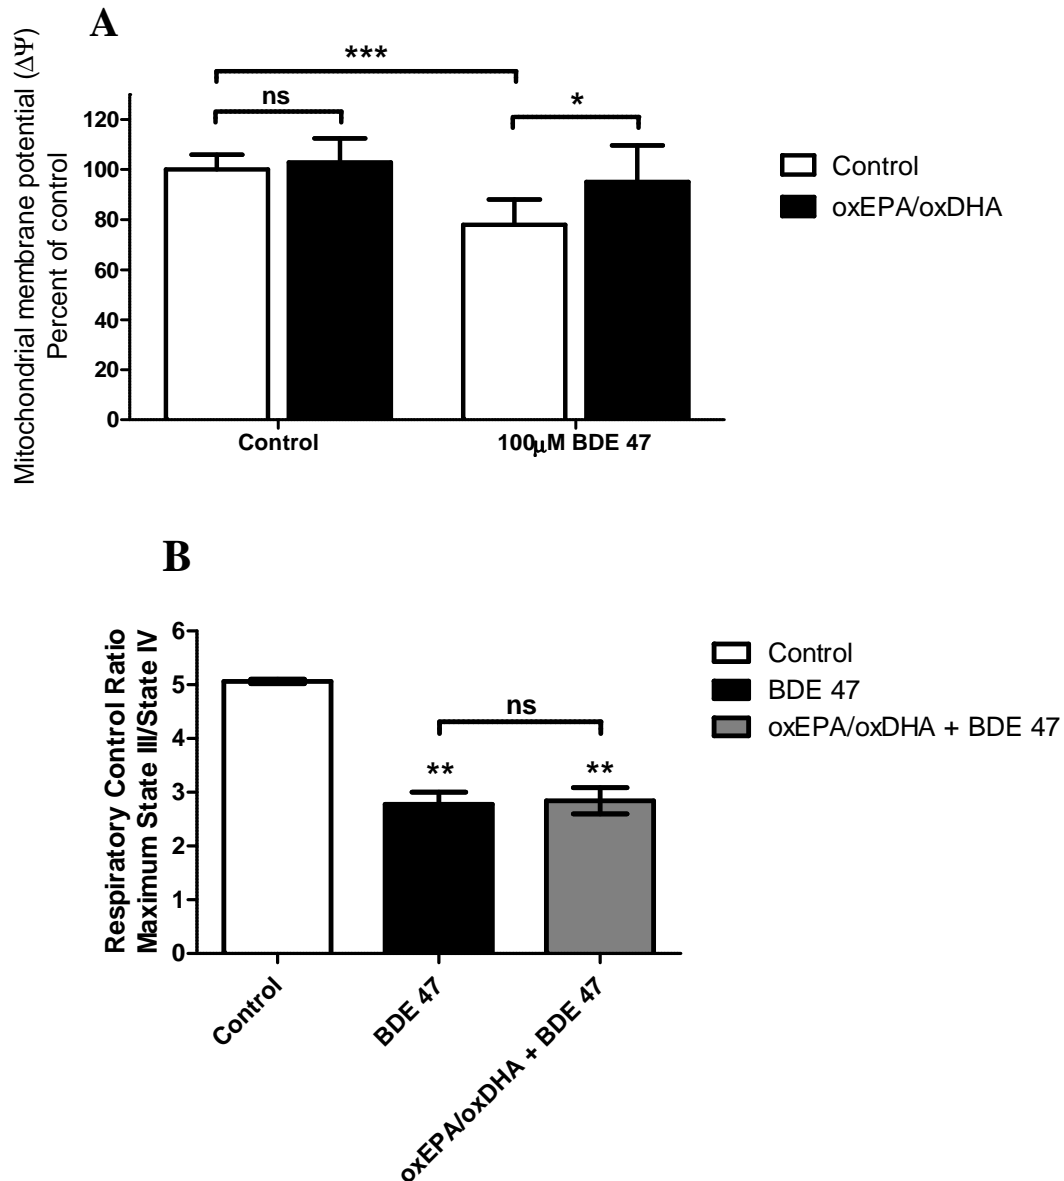 A
Mitochondrial membrane potential (ΔΨ)
Percent of control
***
ns
*
120
100
80
60
40
20
0
Control
100μM BDE 47
Control
oxEPA/oxDHA
B
Respiratory Control Ratio
Maximum State III/State IV
6
5
4
3
2
1
0
ns
**
**
Control
BDE 47
oxEPA/oxDHA + BDE 47
Control
BDE 47
oxEPA/oxDHA + BDE 47